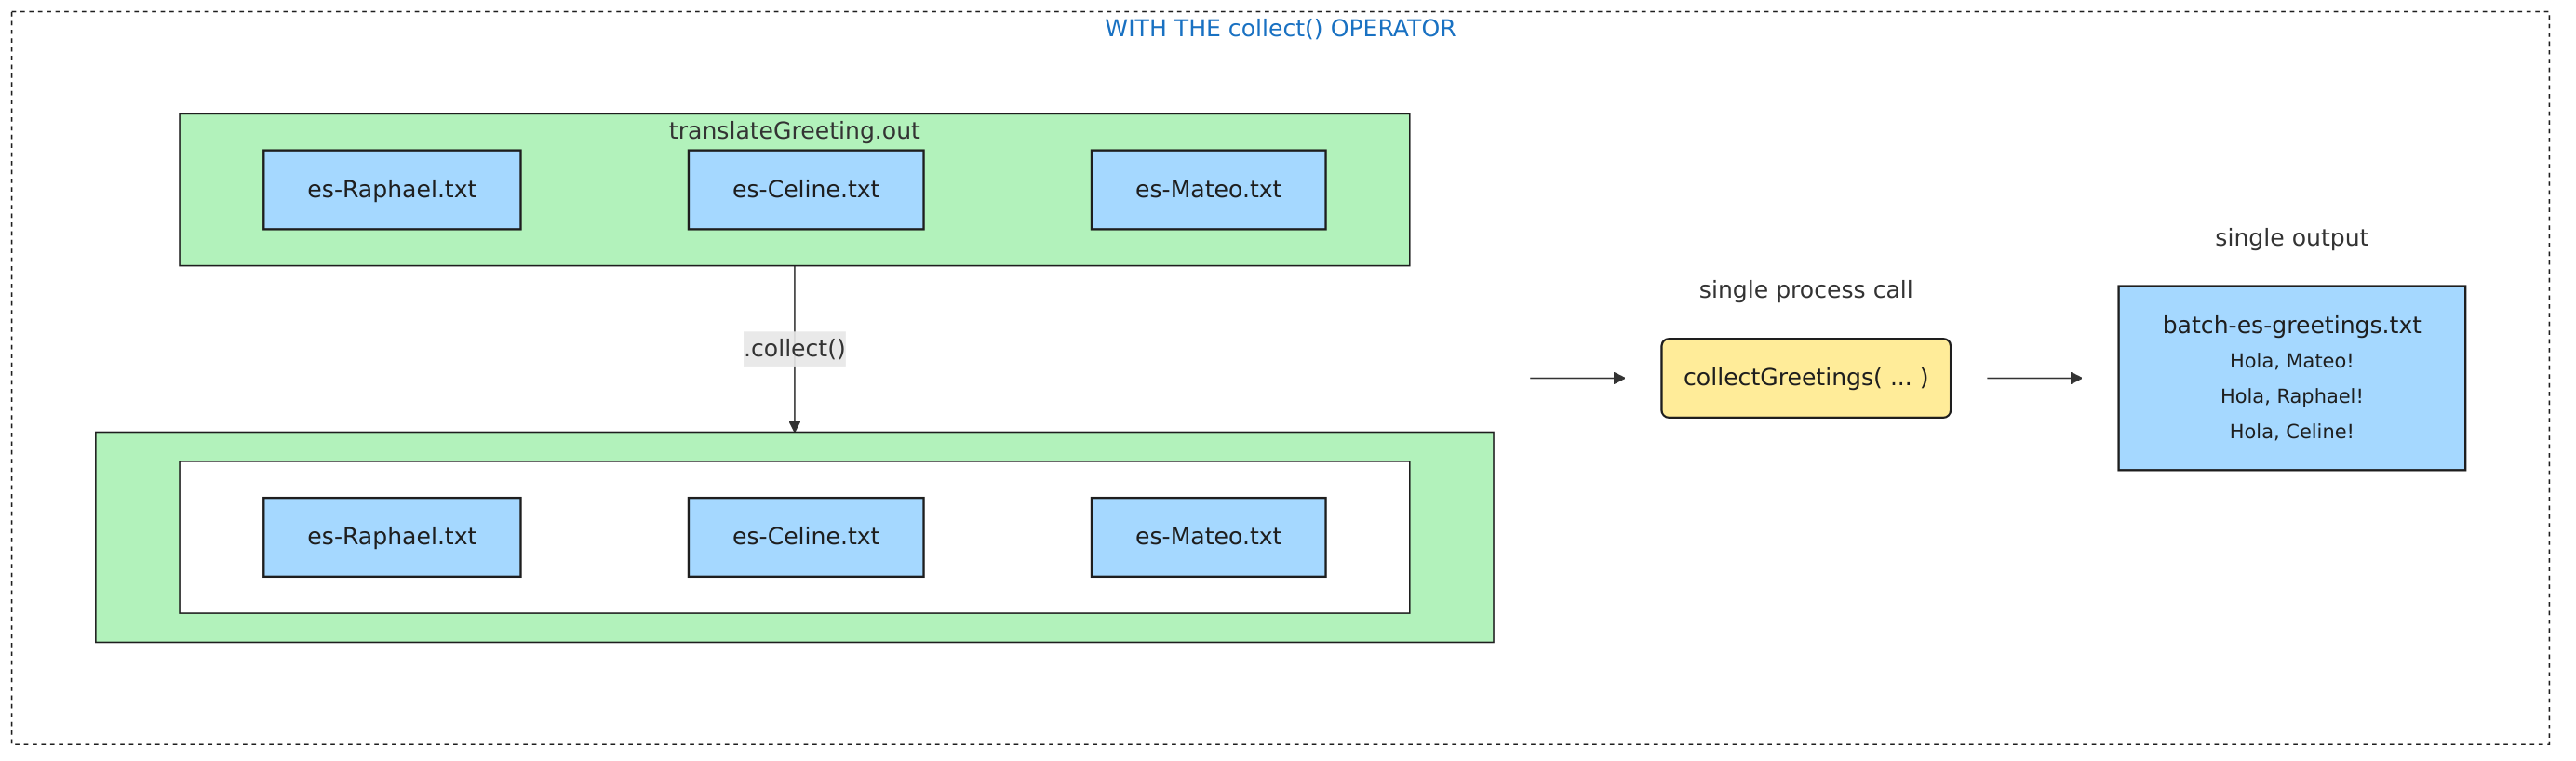 WITH THE collect() OPERATOR
translateGreeting.out
es-Raphael.txt
es-Celine.txt
es-Mateo.txt
.collect()
es-Raphael.txt
es-Celine.txt
es-Mateo.txt
single process call
collectGreetings( ... )
single output
batch-es-greetings.txt
Hola, Mateo!
Hola, Raphael!
Hola, Celine!